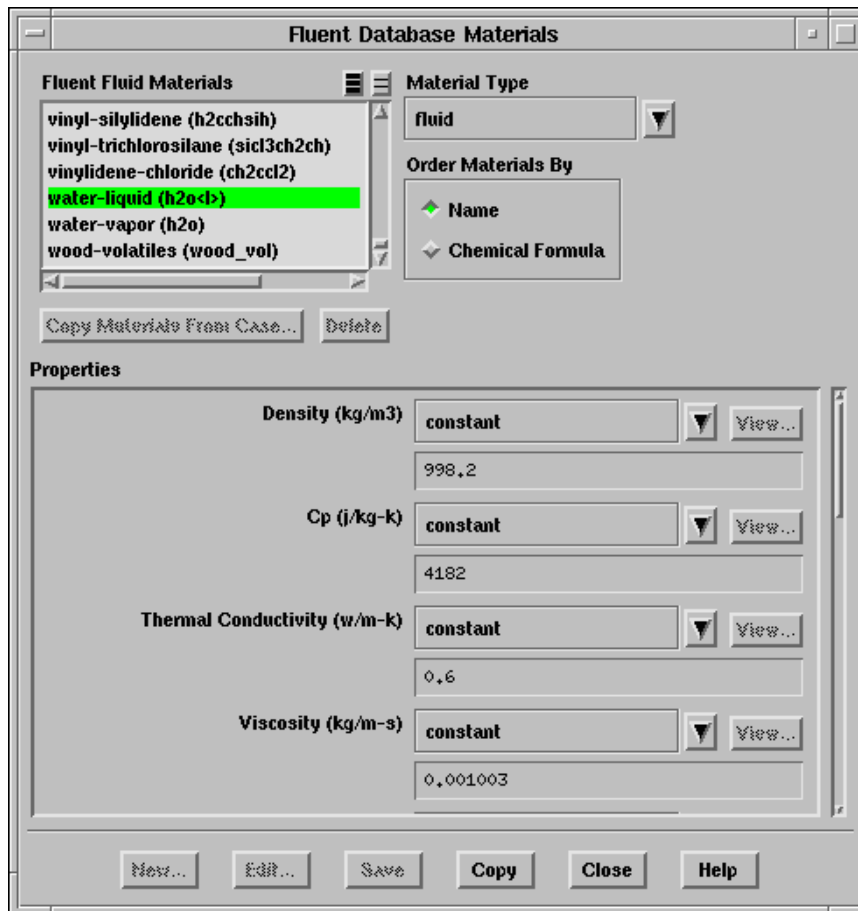 Fluent Database Materials
Fluent Fluid Materials
vinyl-silylidene (h2cchsih)
vinyl-trichlorosilane (sicl3ch2ch)
vinylidene-chloride (ch2ccl2)
water-liquid (h2o<l>)
water-vapor (h2o)
wood-volatiles (wood_vol)
Material Type
fluid
Order Materials By
Name
Chemical Formula
Copy Materials From Case... Delete
Properties
Density (kg/m3) constant View...
998.2
Cp (j/kg-k) constant View...
4182
Thermal Conductivity (w/m-k) constant View...
0.6
Viscosity (kg/m-s) constant View...
0.001003
New... Edit... Save Copy Close Help